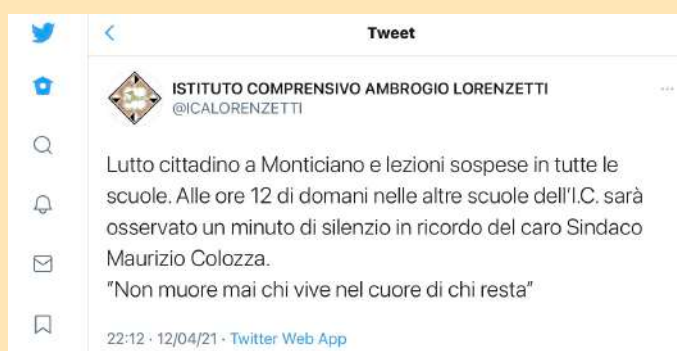 Tweet
ISTITUTO COMPRENSIVO AMBROGIO LORENZETTI
@ICALORENZETTI
Lutto cittadino a Monticiano e lezioni sospese in tutte le
scuole. Alle ore 12 di domani nelle altre scuole dell'I.C. sarà
osservato un minuto di silenzio in ricordo del caro Sindaco
Maurizio Colozza.
"Non muore mai chi vive nel cuore di chi resta"
22:12 · 12/04/21 · Twitter Web App